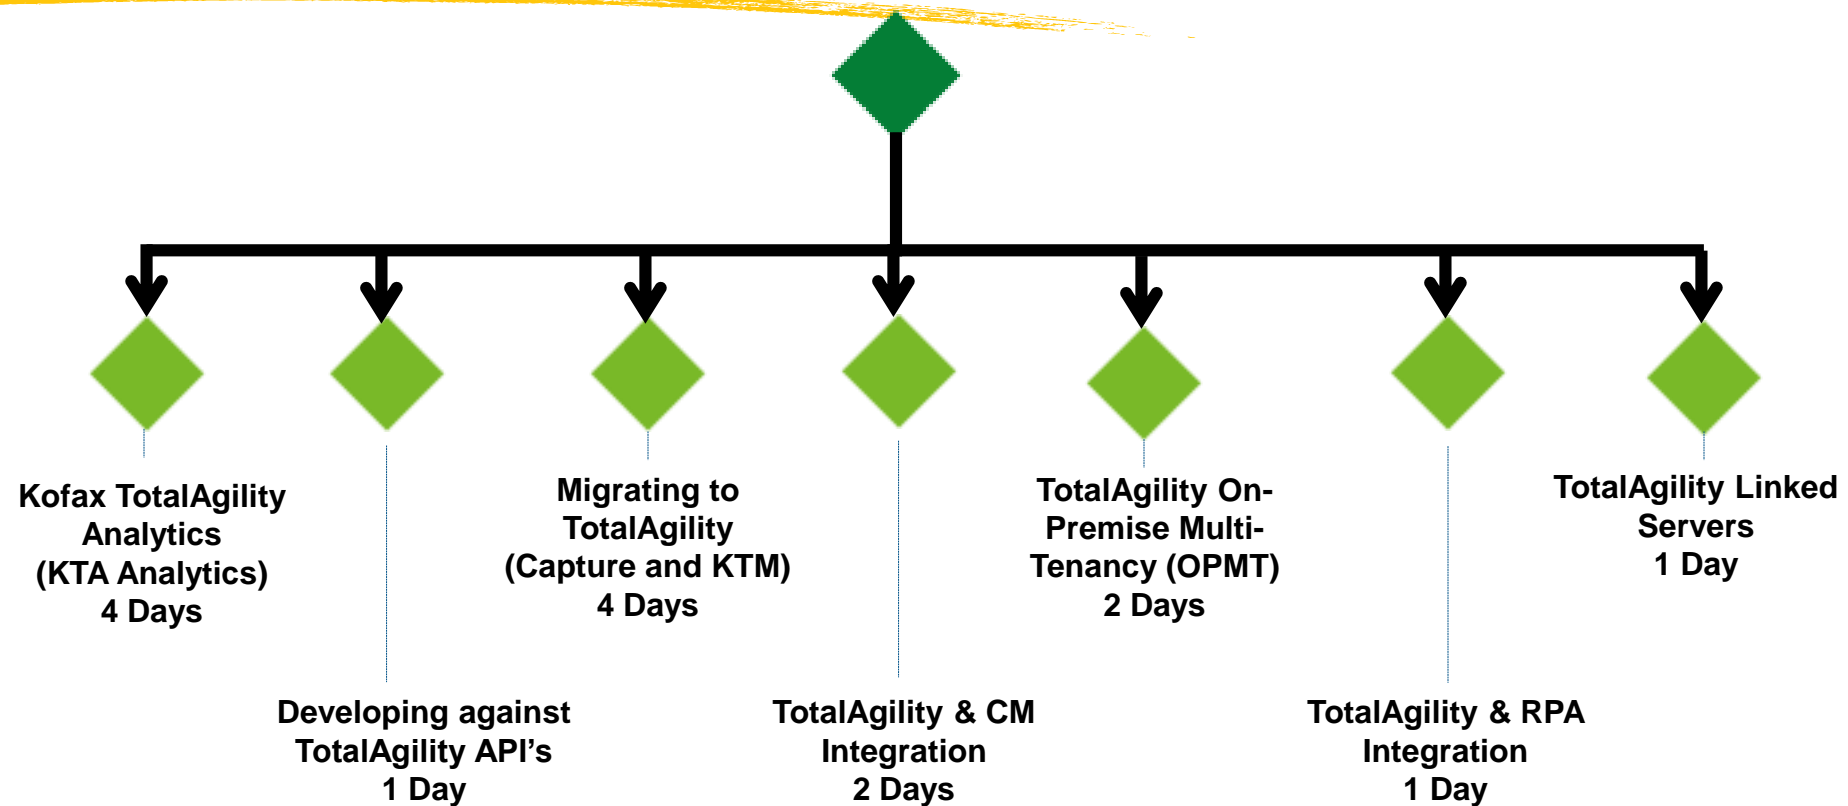 Kofax TotalAgility
Analytics
(KTA Analytics)
4 Days
Developing against
TotalAgility API’s
1 Day
Migrating to
TotalAgility
(Capture and KTM)
4 Days
TotalAgility & CM
Integration
2 Days
TotalAgility On-
Premise Multi-
Tenancy (OPMT)
2 Days
TotalAgility & RPA
Integration
1 Day
TotalAgility Linked
Servers
1 Day